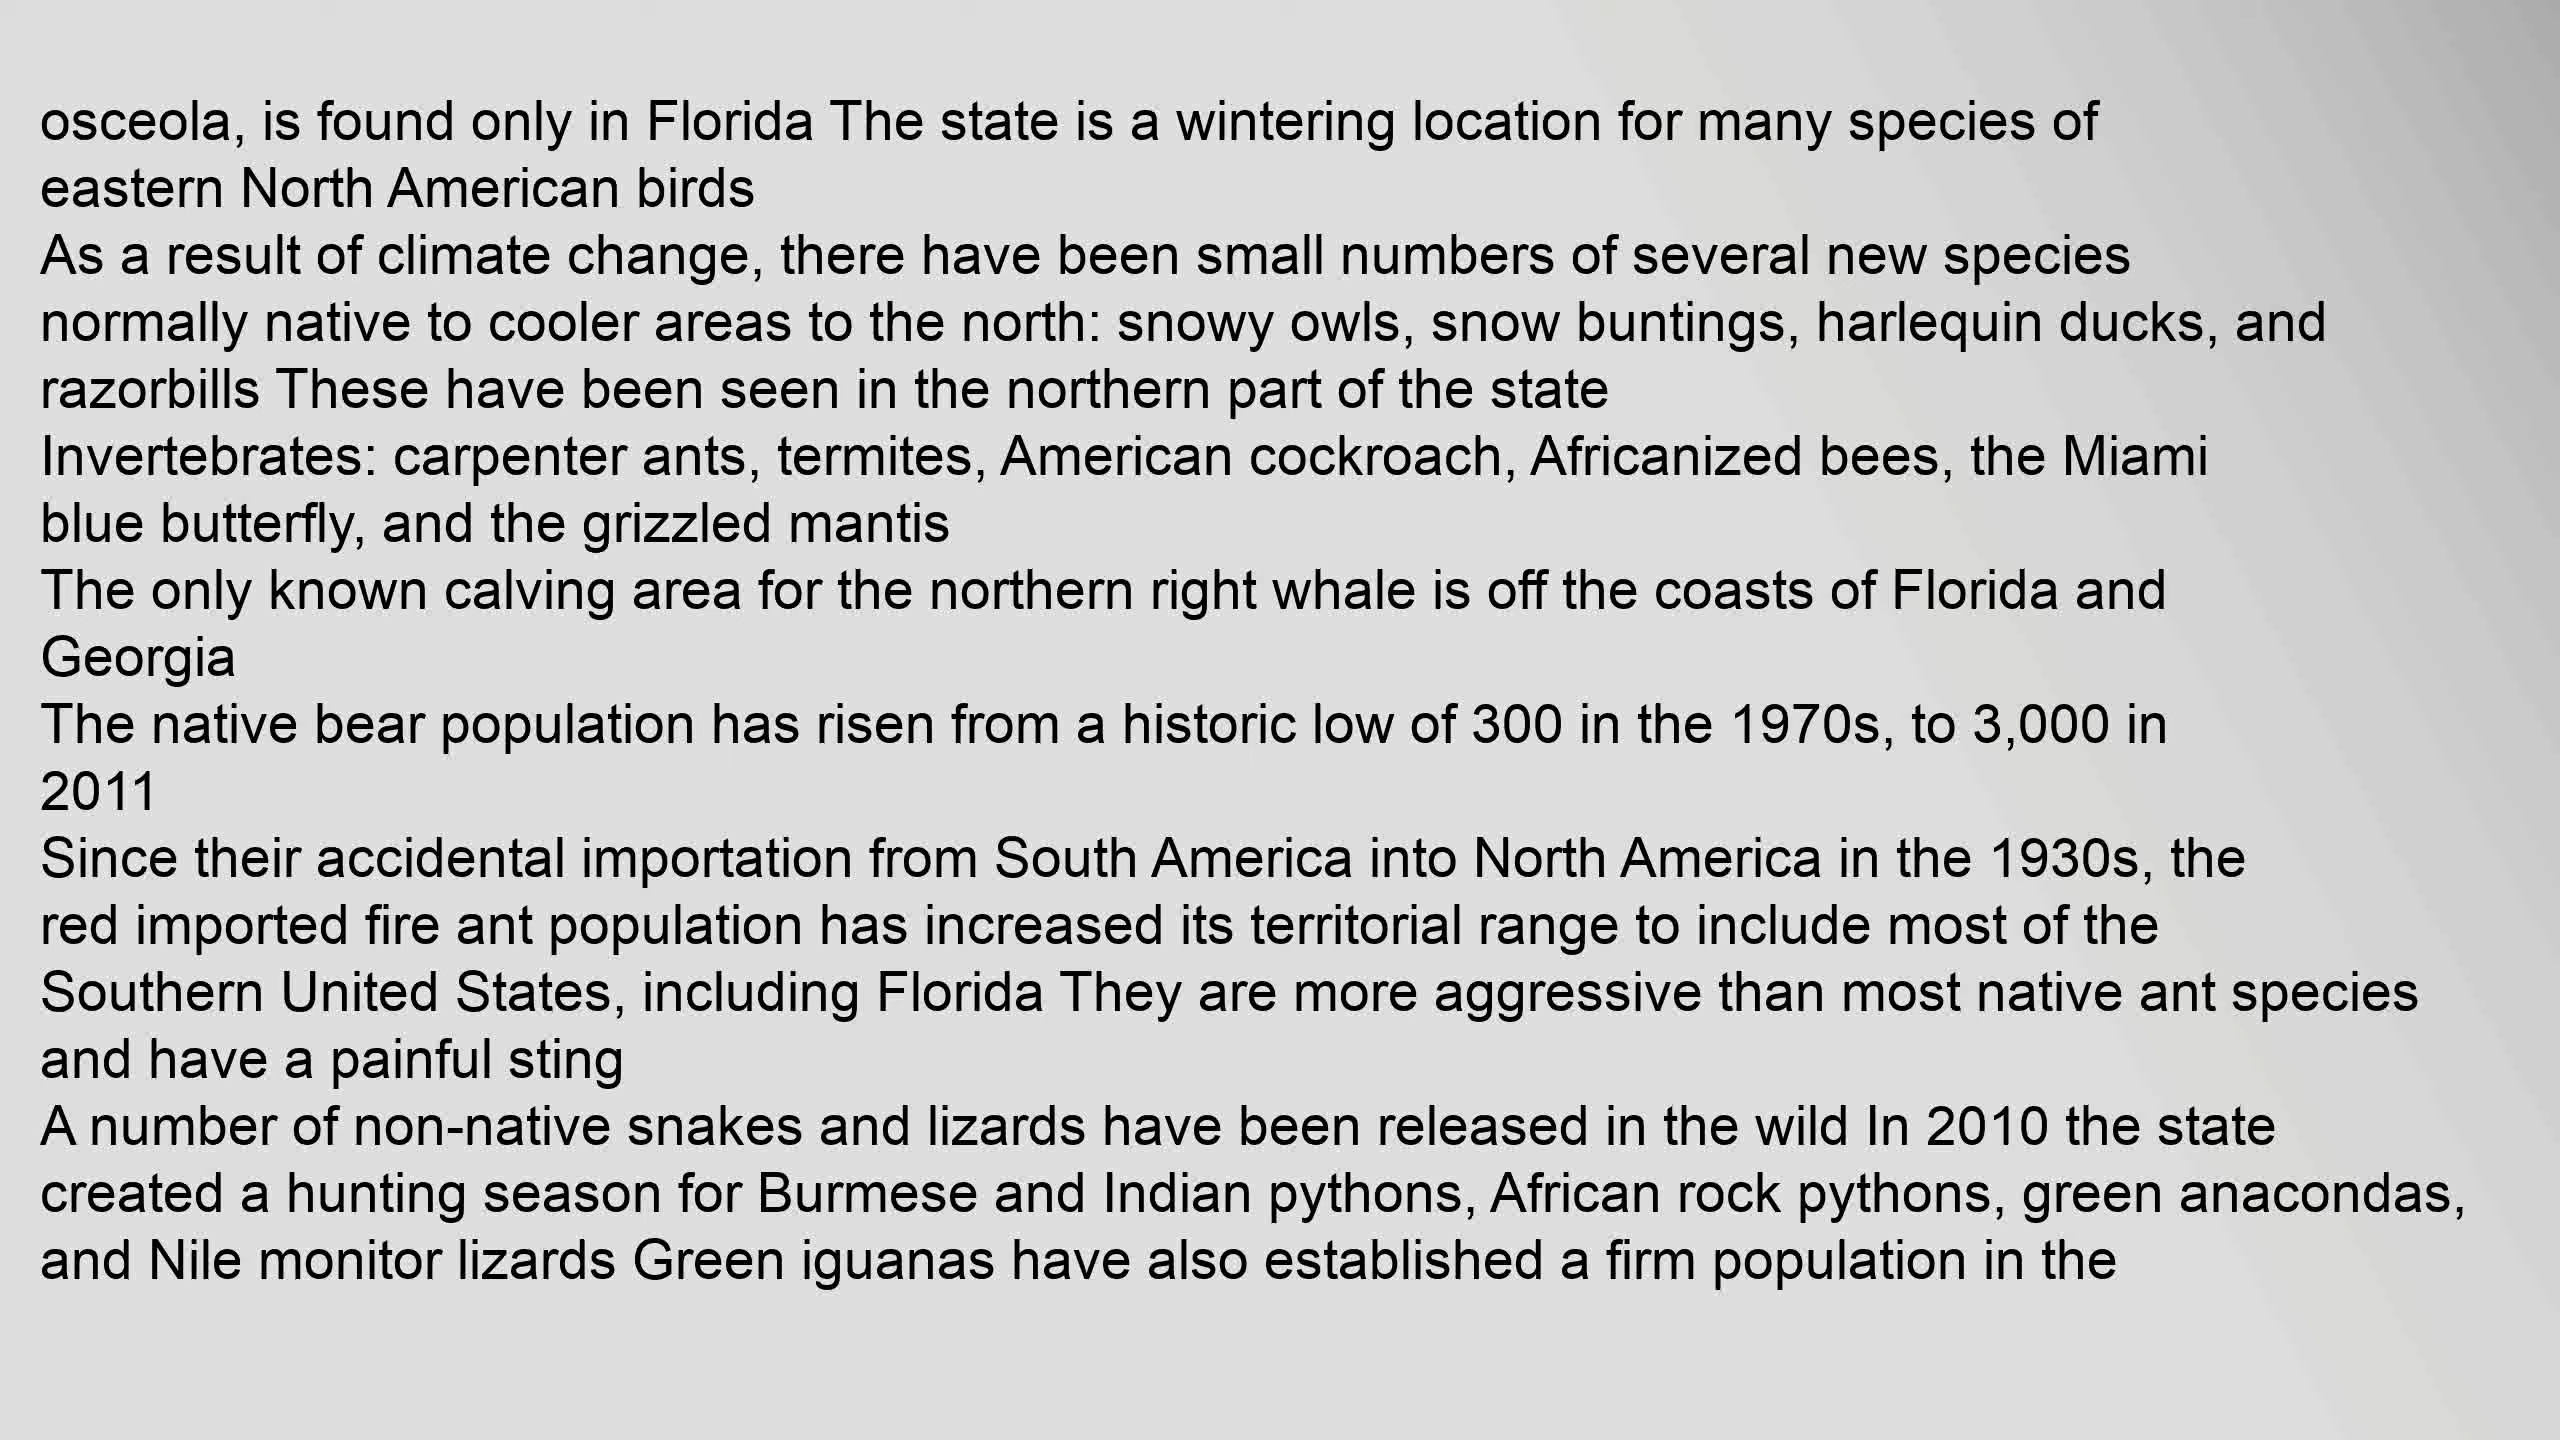 osceola, is found only in Florida The state is a wintering location for many species of
eastern North American birds
As a result of climate change, there have been small numbers of several new species
normally native to cooler areas to the north: snowy owls, snow buntings, harlequin ducks, and
razorbills These have been seen in the northern part of the state
Invertebrates: carpenter ants, termites, American cockroach, Africanized bees, the Miami
blue butterfly, and the grizzled mantis
The only known calving area for the northern right whale is off the coasts of Florida and
Georgia
The native bear population has risen from a historic low of 300 in the 1970s, to 3,000 in
2011
Since their accidental importation from South America into North America in the 1930s, the
red imported fire ant population has increased its territorial range to include most of the
Southern United States, including Florida They are more aggressive than most native ant species
and have a painful sting
A number of non-native snakes and lizards have been released in the wild In 2010 the state
created a hunting season for Burmese and Indian pythons, African rock pythons, green anacondas,
and Nile monitor lizards Green iguanas have also established a firm population in the